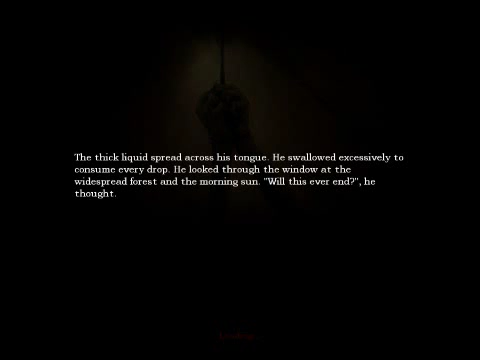 The thick liquid spread across his tongue. He swallowed excessively to
consume every drop. He looked through the window at the
widespread forest and the morning sun. "Will this ever end?", he
thought.